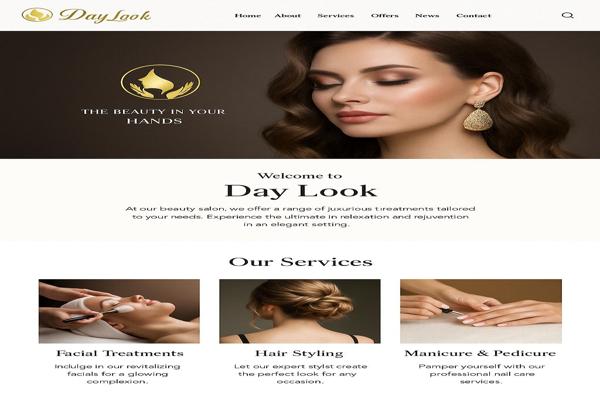 Day Look
Home About Services Offers News Contact
THE BEAUTY IN YOUR
HANDS
Welcome to
Day Look
At our beauty salon, we offer a range of juxurious tireatments tailored
to your needs. Experience the ultimate in relexation and rejuvention
in an elegant setting.
Our Services
Facial Treatments
Inclulge in our revitalizing
facials for a glowing
complexion.
Hair Styling
Let our expert stylst create
the perfect look for any
occasion.
Manicure & Pedicure
Pamper yourself with our
professional nail care
services.